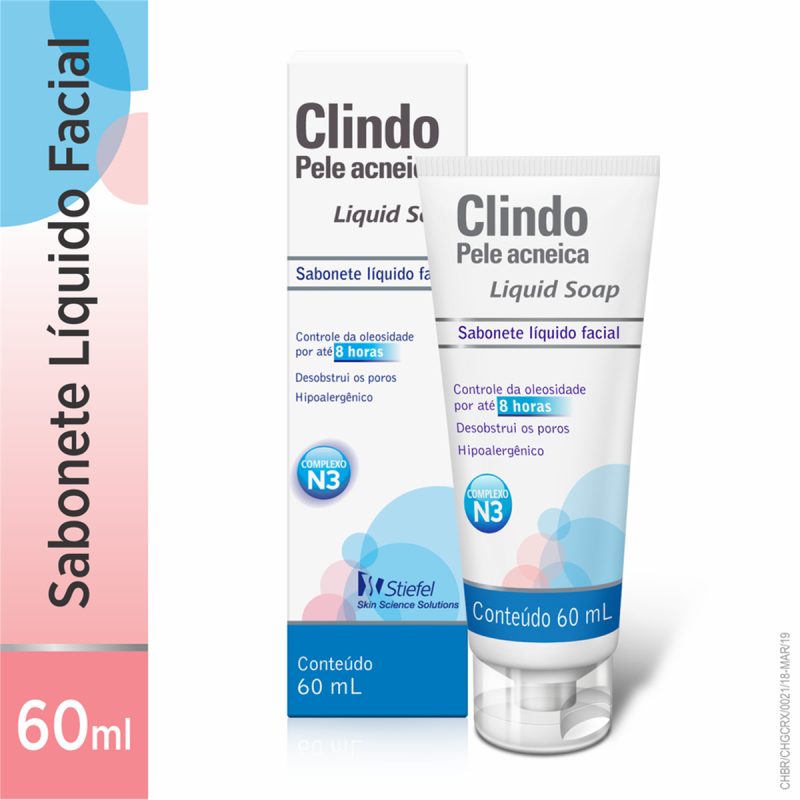 Sabonete Líquido Facial
60ml
Clindo
Pele acneica
Liquid
Sabonete líquido
Controle da oleosidade
por até 8 horas
Desobstrui os poros
Hipoalergênico
COMPLEXO
N3
Stiefel
Skin Science Solutions
Conteúdo
60 mL
Clindo
Pele acneica
Liquid Soap
Sabonete líquido facial
Controle da oleosidade
por até 8 horas
Desobstrui os poros
Hipoalergênico
COMPLEXO
N3
Conteúdo 60 mL
CHBR/CHGCRX/0021/18-MAR/19